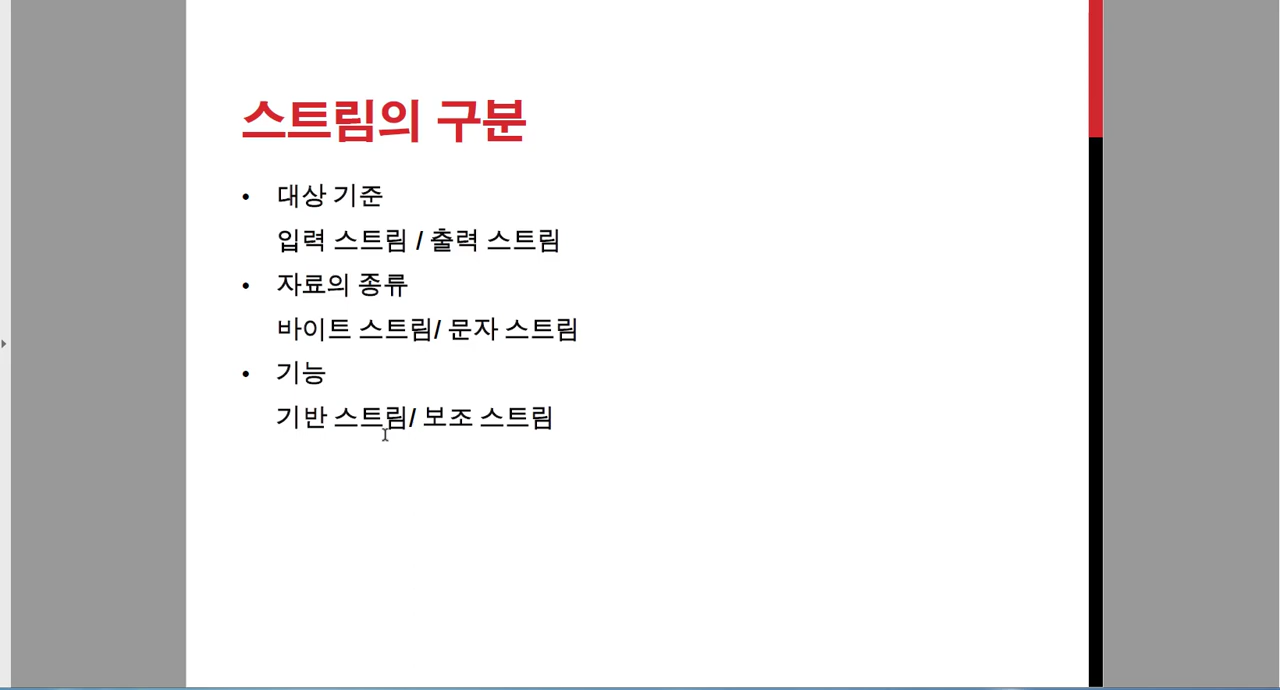 스트림의 구분
• 대상 기준
입력 스트림 / 출력 스트림
• 자료의 종류
바이트 스트림/ 문자 스트림
• 기능
기반 스트림/ 보조 스트림